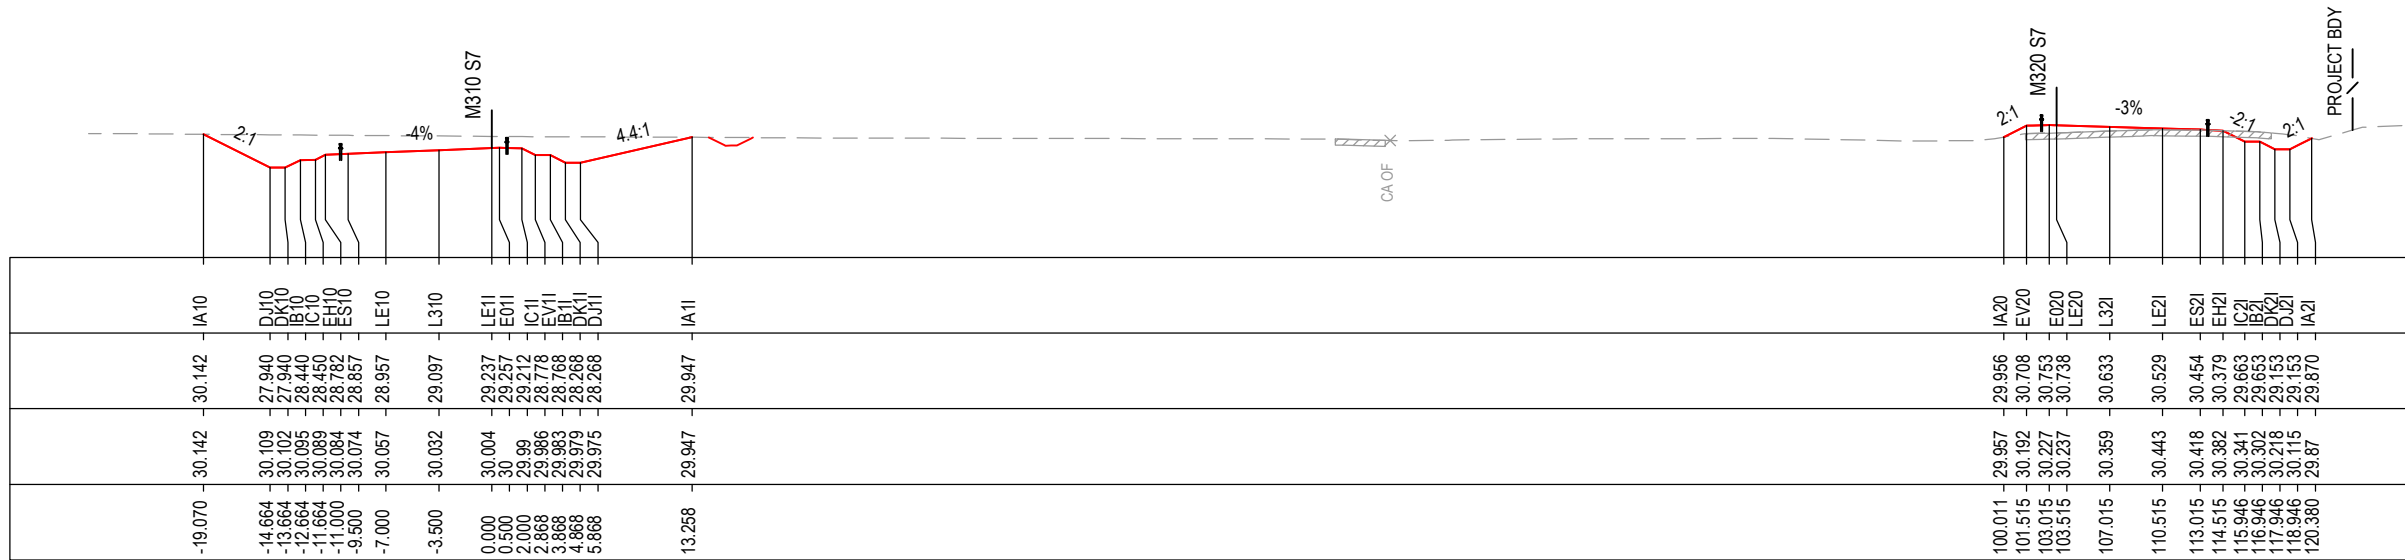 M310 S7
M320 S7
PROJECT BDY
2:1
-4%
4.4:1
2:1
-3%
-2:1
2:1
CA OF
IA10 DJ10 DK10 IB10 IC10 EH10 ES10 LE10 L310 LE1I E01I IC1I EV1I IB1I DK1I DJ1I IA1I IA20 EV20 E020 LE20 L32I LE2I ES2I EH2I IC2I IB2I DK2I DJ2I IA2I
30.142 27.940 27.940 28.440 28.450 28.782 28.857 28.957 29.097 29.237 29.257 29.212 28.778 28.768 28.268 28.268 29.947 29.956 30.708 30.753 30.738 30.633 30.529 30.454 30.379 29.663 29.653 29.153 29.153 29.870
30.142 30.109 30.102 30.095 30.089 30.084 30.074 30.057 30.032 30.004 30 29.99 29.986 29.983 29.979 29.975 29.947 29.957 30.192 30.227 30.237 30.359 30.443 30.418 30.382 30.341 30.302 30.218 30.115 29.87
-19.070 -14.664 -13.664 -12.664 -11.664 -11.000 -9.500 -7.000 -3.500 0.000 0.500 2.000 2.868 3.868 4.868 5.868 13.258 100.011 101.515 103.015 103.515 107.015 110.515 113.015 114.515 115.946 116.946 117.946 118.946 120.380